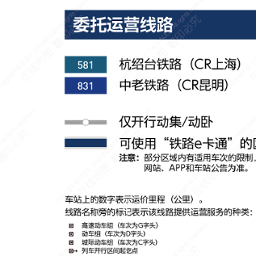 委托运营线路
581 杭绍台铁路（CR上海）
831 中老铁路（CR昆明）
仅开行动集/动卧
可使用“铁路e卡通”的
注意：部分区域内有适用车次的限制，
网站、APP和车站公告为准。
车站上的数字表示运价里程（公里）。
线路名称旁的标记表示该线路提供运营服务的种类：
高速动车组（车次为G字头）
动车组（车次为D字头）
城际动车组（车次为C字头）
列车开行区间起讫点